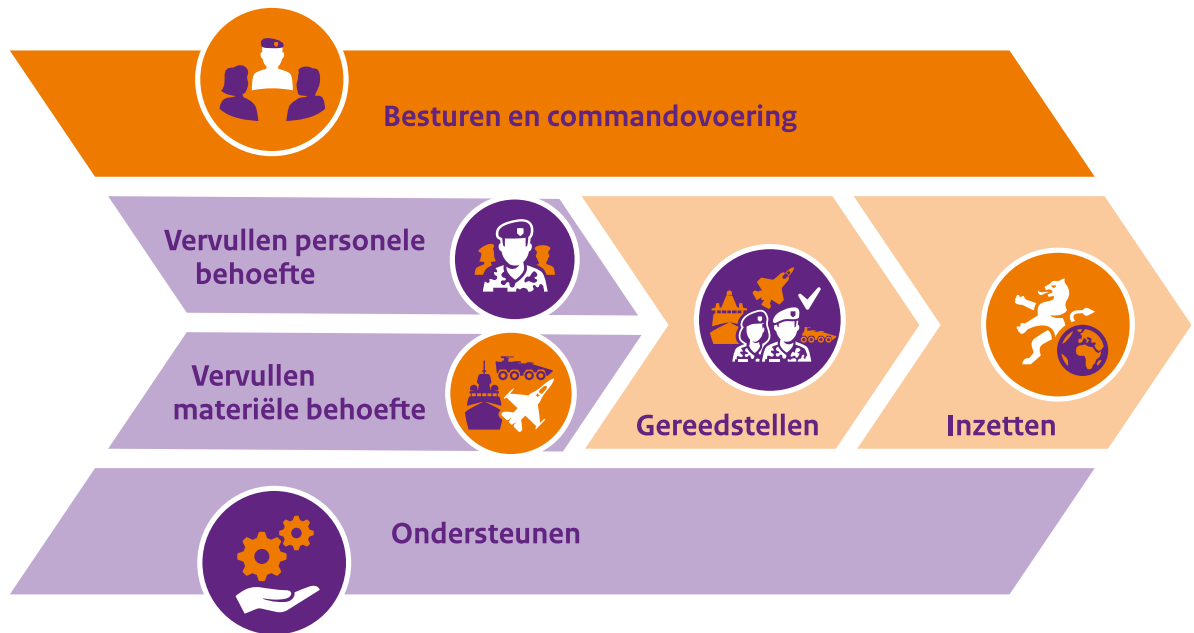 Besturen en commandovoering
Vervullen personele
behoefte
Vervullen
materiële behoefte
Gereedstellen
Inzetten
Ondersteunen